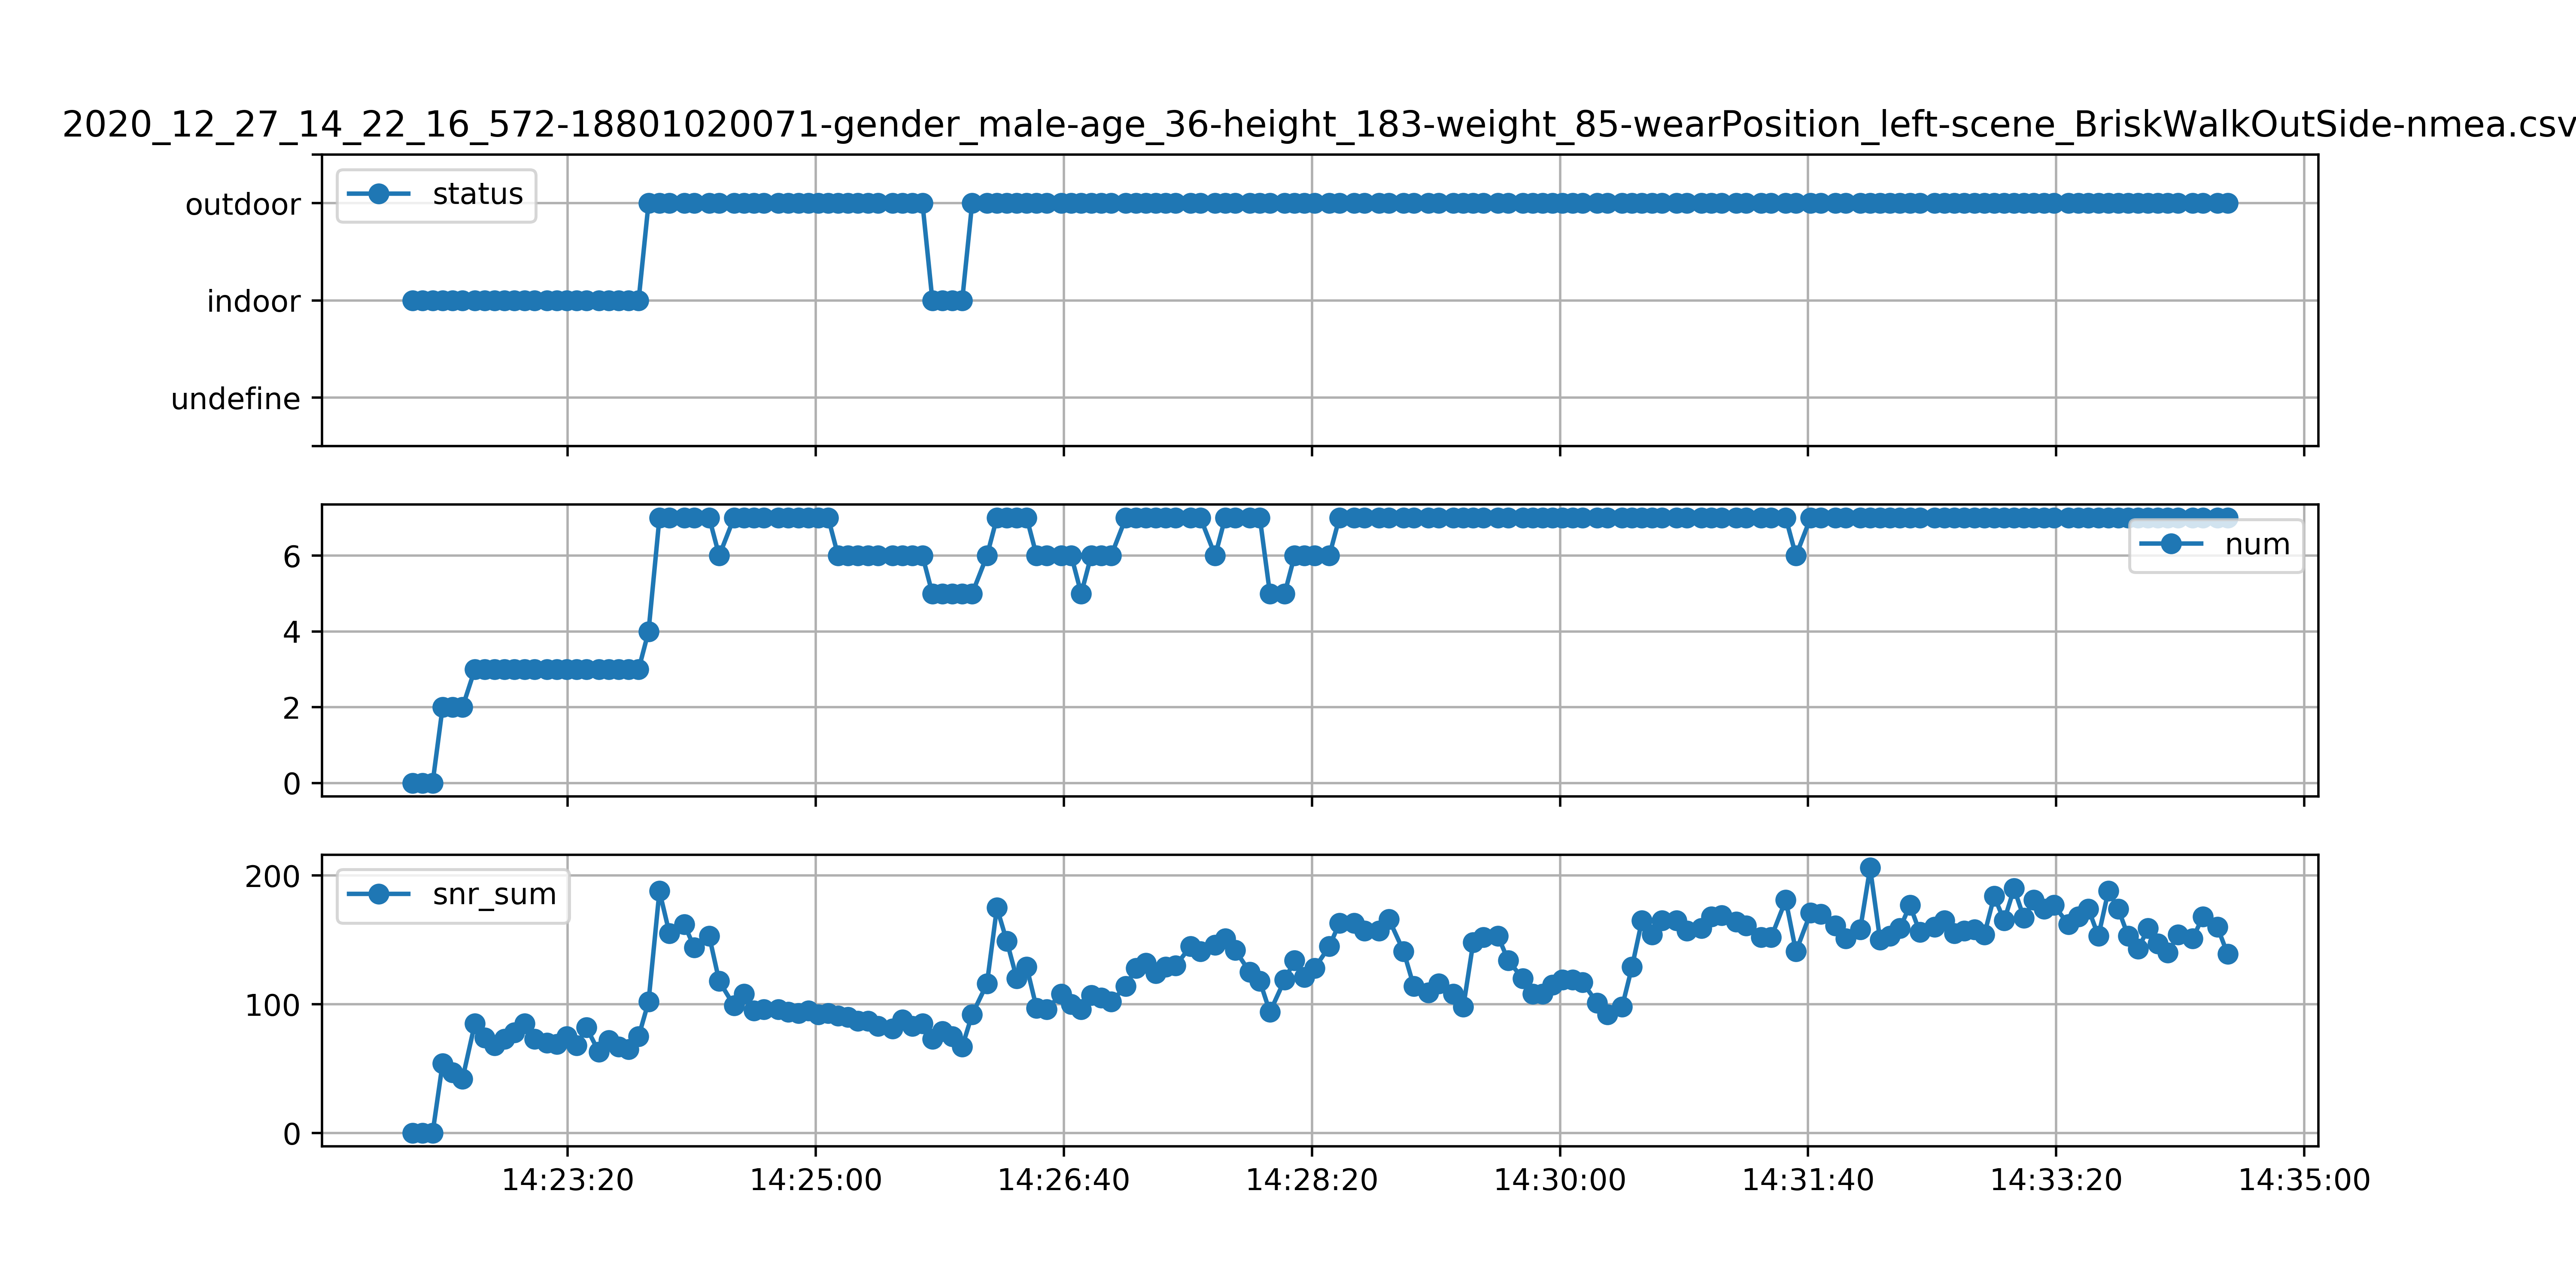 2020_12_27_14_22_16_572-18801020071-gender_male-age_36-height_183-weight_85-wearPosition_left-scene_BriskWalkOutSide-nmea.csv
status
outdoor
indoor
undefine
num
6
4
2
0
snr_sum
200
100
0
14:23:20 14:25:00 14:26:40 14:28:20 14:30:00 14:31:40 14:33:20 14:35:00